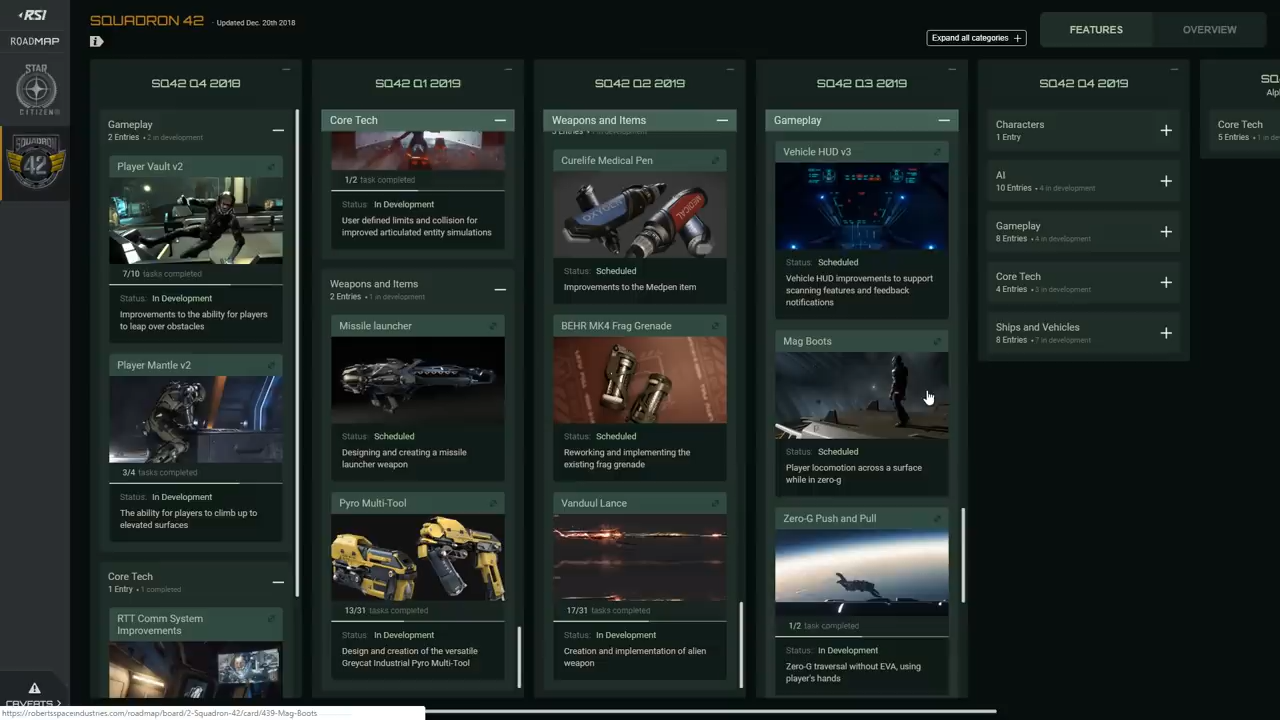 RSI
ROADMAP
STAR
CITIZEN
SQUADRON
42
CAVEATS
SQUADRON 42
- Updated Dec. 20th 2018
Expand all categories +
FEATURES
OVERVIEW
SQ42 Q4 2018
Gameplay
2 Entries • 2 in development
Player Vault v2
7/10 tasks completed
Status: In Development
Improvements to the ability for players
to leap over obstacles
Player Mantle v2
3/4 tasks completed
Status: In Development
The ability for players to climb up to
elevated surfaces
Core Tech
1 Entry • 1 completed
RTT Comm System
Improvements
SQ42 Q1 2019
Core Tech
1/2 task completed
Status: In Development
User defined limits and collision for
improved articulated entity simulations
Weapons and Items
2 Entries • 1 in development
Missile launcher
Status: Scheduled
Designing and creating a missile
launcher weapon
Pyro Multi-Tool
13/31 tasks completed
Status: In Development
Design and creation of the versatile
Greycat Industrial Pyro Multi-Tool
SQ42 Q2 2019
Weapons and Items
Curelife Medical Pen
MEDICAL
Status: Scheduled
Improvements to the Medpen item
BEHR MK4 Frag Grenade
Status: Scheduled
Reworking and implementing the
existing frag grenade
Vanduul Lance
17/31 tasks completed
Status: In Development
Creation and implementation of alien
weapon
SQ42 Q3 2019
Gameplay
Vehicle HUD v3
Status: Scheduled
Vehicle HUD improvements to support
scanning features and feedback
notifications
Mag Boots
Status: Scheduled
Player locomotion across a surface
while in zero-g
Zero-G Push and Pull
1/2 task completed
Status: In Development
Zero-G traversal without EVA, using
player's hands
SQ42 Q4 2019
Characters
1 Entry
AI
10 Entries • 4 in development
Gameplay
8 Entries • 4 in development
Core Tech
4 Entries • 3 in development
Ships and Vehicles
8 Entries • 7 in development
Core Tech
5 Entries
https://robertsspaceindustries.com/roadmap/board/2-Squadron-42/card/439-Mag-Boots